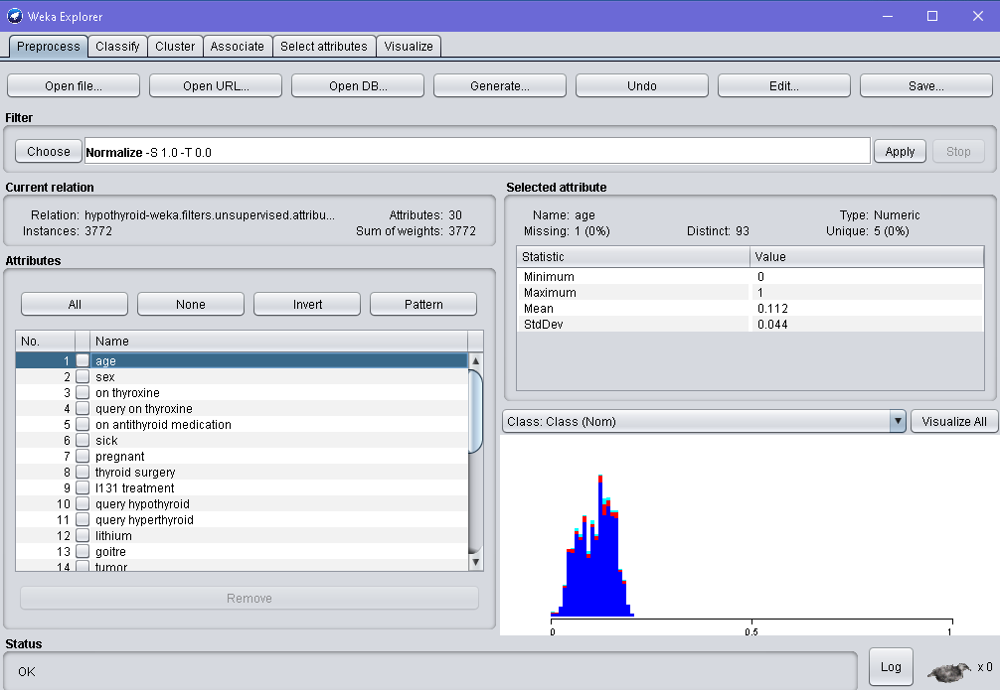 Weka Explorer
Preprocess Classify Cluster Associate Select attributes Visualize
Open file... Open URL... Open DB... Generate... Undo Edit... Save...
Filter
Choose Normalize -S 1.0 -T 0.0 Apply Stop
Current relation
Relation: hypothyroid-weka.filters.unsupervised.attribu... Attributes: 30
Instances: 3772 Sum of weights: 3772
Attributes
All None Invert Pattern
No. Name
1 age
2 sex
3 on thyroxine
4 query on thyroxine
5 on antithyroid medication
6 sick
7 pregnant
8 thyroid surgery
9 I131 treatment
10 query hypothyroid
11 query hyperthyroid
12 lithium
13 goitre
14 tumor
Remove
Selected attribute
Name: age Type: Numeric
Missing: 1 (0%) Distinct: 93 Unique: 5 (0%)
Statistic Value
Minimum 0
Maximum 1
Mean 0.112
StdDev 0.044
Class: Class (Nom) Visualize All
0 0.5 1
Status
OK Log x 0